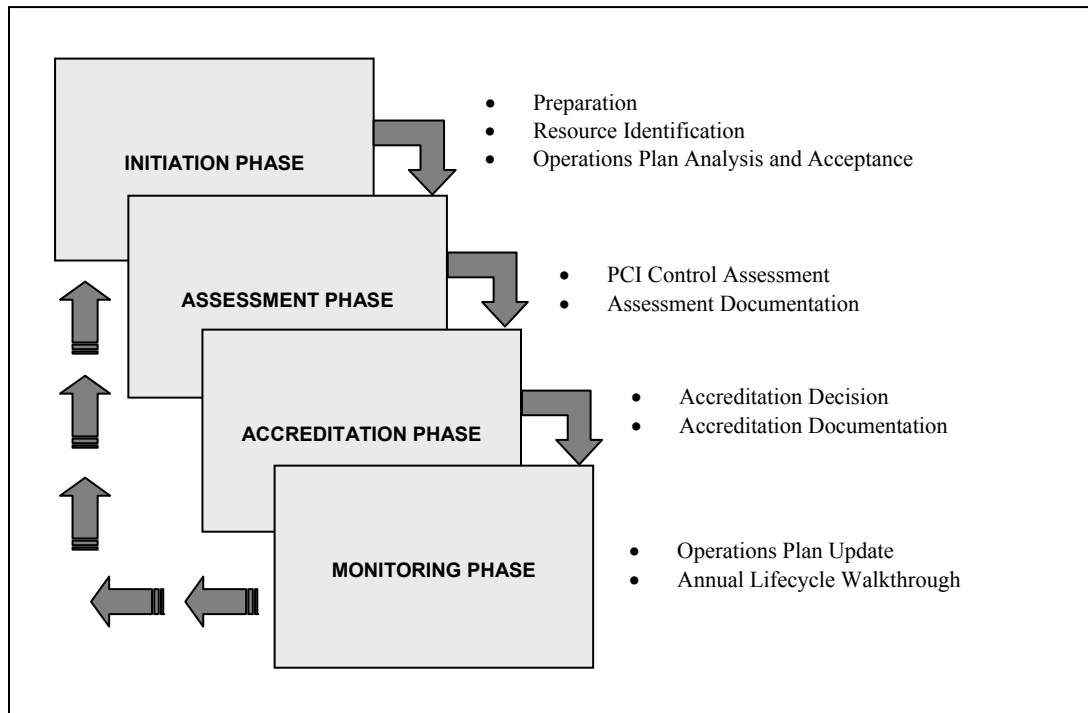 INITIATION PHASE
• Preparation
• Resource Identification
• Operations Plan Analysis and Acceptance
ASSESSMENT PHASE
• PCI Control Assessment
• Assessment Documentation
ACCREDITATION PHASE
• Accreditation Decision
• Accreditation Documentation
MONITORING PHASE
• Operations Plan Update
• Annual Lifecycle Walkthrough